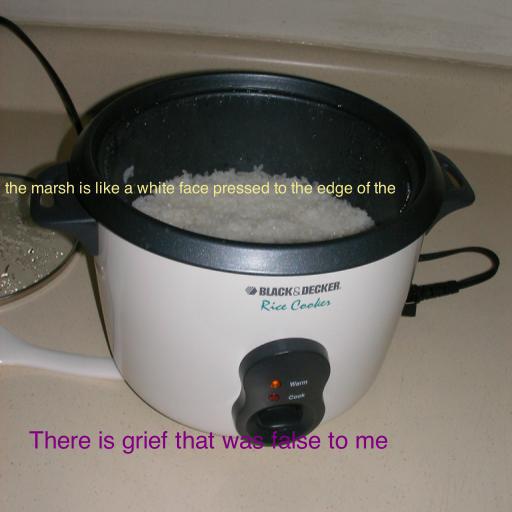 the marsh is like a white face pressed to the edge of the
BLACK & DECKER
Rice Cooker
Warm
Cook
There is grief that was false to me